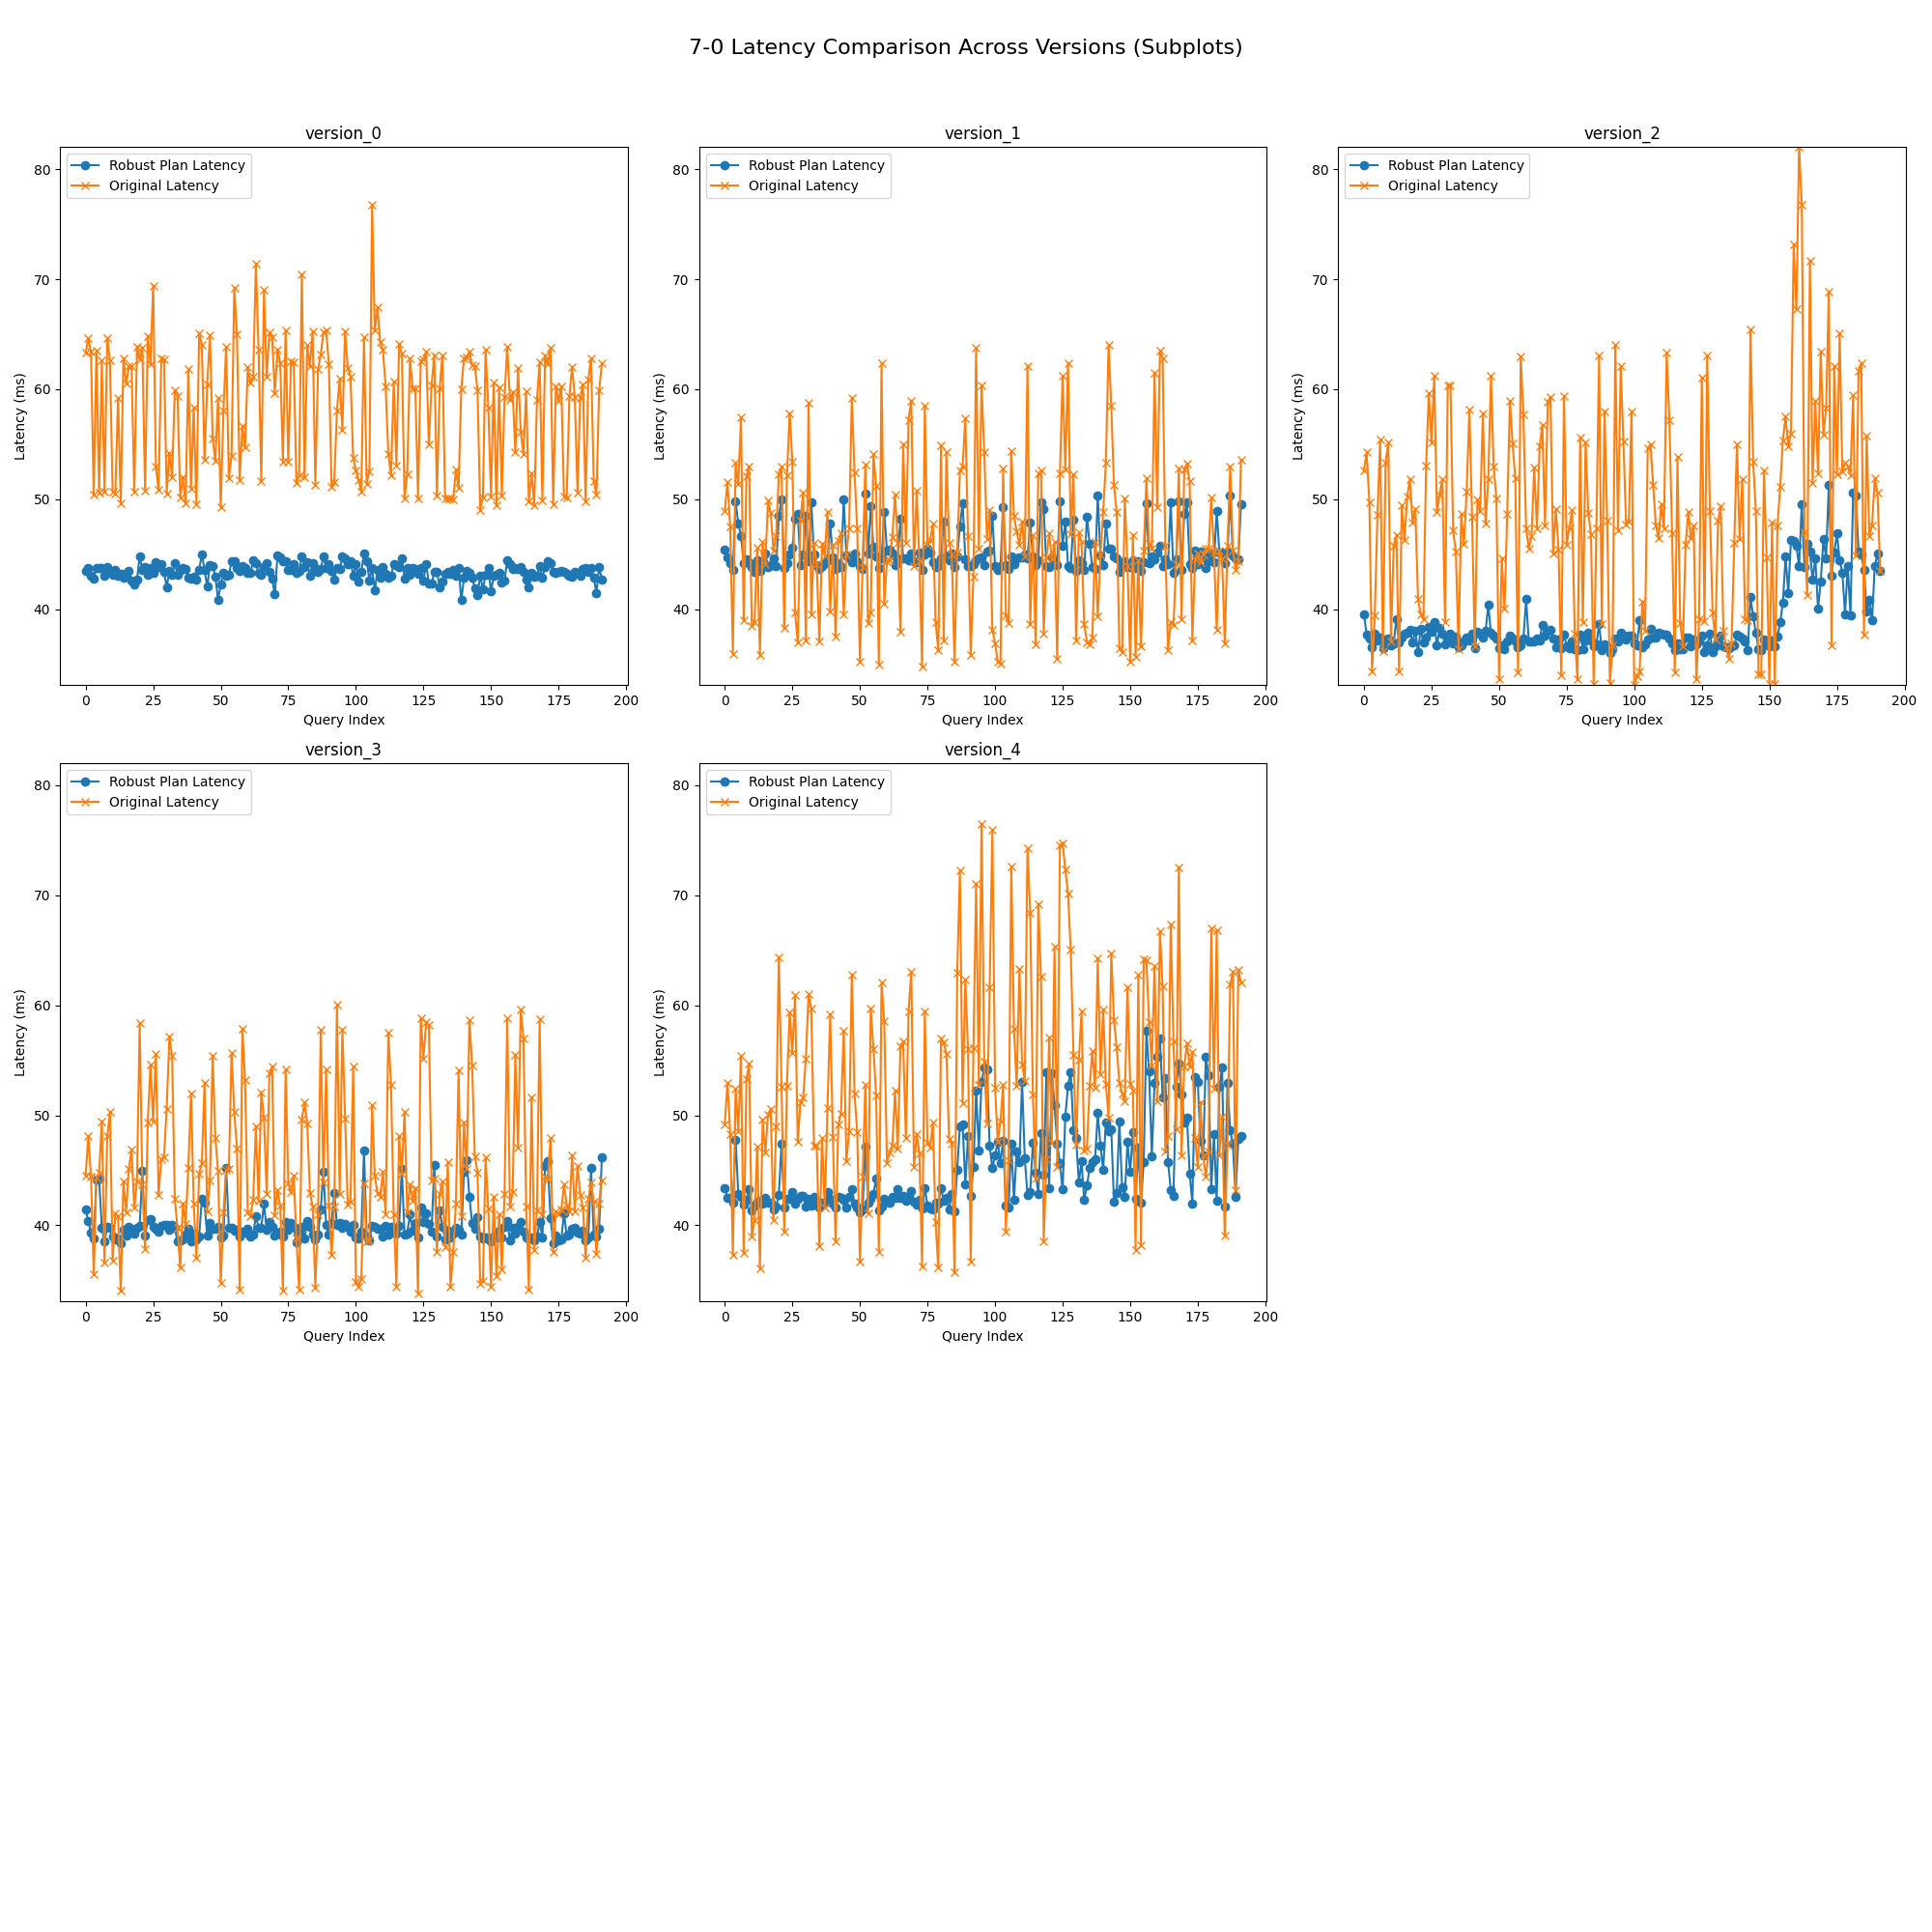 7-0 Latency Comparison Across Versions (Subplots)
version_0
Robust Plan Latency
Original Latency
80
70
60
50
40
Latency (ms)
0 25 50 75 100 125 150 175 200
Query Index
version_1
Robust Plan Latency
Original Latency
80
70
60
50
40
Latency (ms)
0 25 50 75 100 125 150 175 200
Query Index
version_2
Robust Plan Latency
Original Latency
80
70
60
50
40
Latency (ms)
0 25 50 75 100 125 150 175 200
Query Index
version_3
Robust Plan Latency
Original Latency
80
70
60
50
40
Latency (ms)
0 25 50 75 100 125 150 175 200
Query Index
version_4
Robust Plan Latency
Original Latency
80
70
60
50
40
Latency (ms)
0 25 50 75 100 125 150 175 200
Query Index